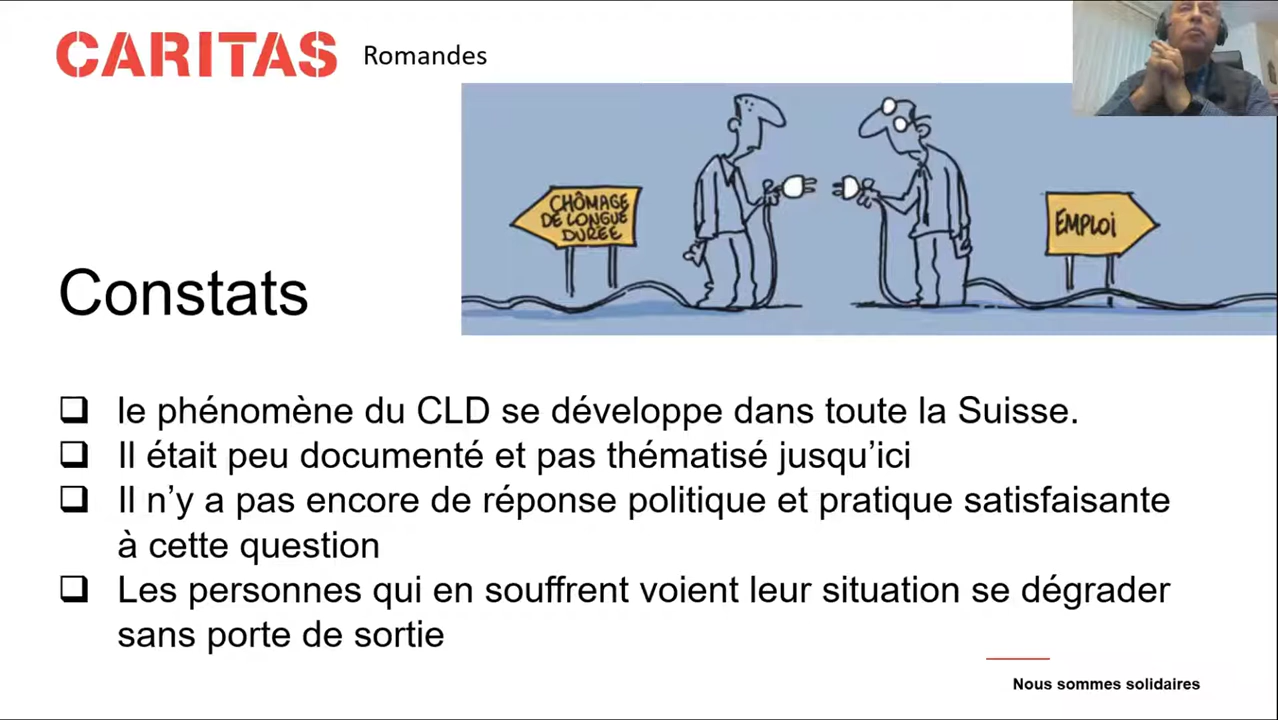 CARITAS Romandes
CHÔMAGE
DE LONGUE
DURÉE
EMPLOI
Constats
❑ le phénomène du CLD se développe dans toute la Suisse.
❑ Il était peu documenté et pas thématisé jusqu’ici
❑ Il n’y a pas encore de réponse politique et pratique satisfaisante
à cette question
❑ Les personnes qui en souffrent voient leur situation se dégrader
sans porte de sortie
Nous sommes solidaires